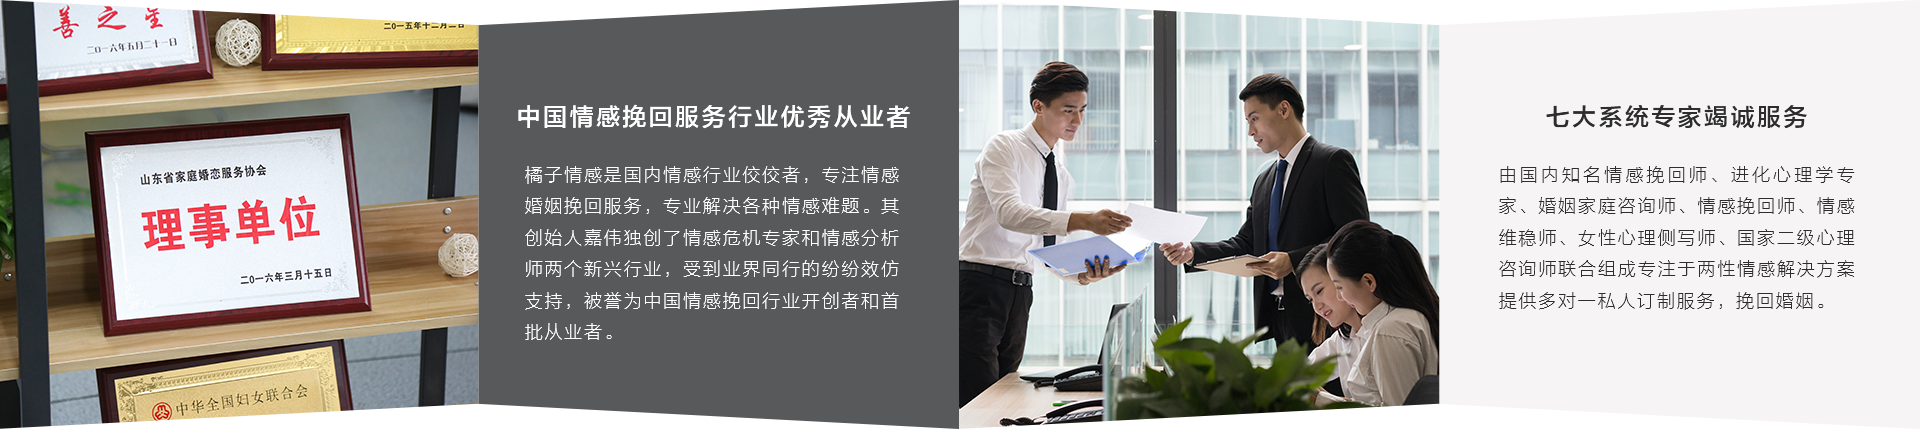 善之星
二〇一六年五月二十一日
二〇一五年十二月二日
山东省家庭婚恋服务协会
理事单位
二〇一六年三月十五日
中华全国妇女联合会
中国情感挽回服务行业优秀从业者
橘子情感是国内情感行业佼佼者，专注情感
婚姻挽回服务，专业解决各种情感难题。其
创始人嘉伟独创了情感危机专家和情感分析
师两个新兴行业，受到业界同行的纷纷效仿
支持，被誉为中国情感挽回行业开创者和首
批从业者。
七大系统专家竭诚服务
由国内知名情感挽回师、进化心理学专
家、婚姻家庭咨询师、情感挽回师、情感
维稳师、女性心理侧写师、国家二级心理
咨询师联合组成专注于两性情感解决方案
提供多对一私人订制服务，挽回婚姻。